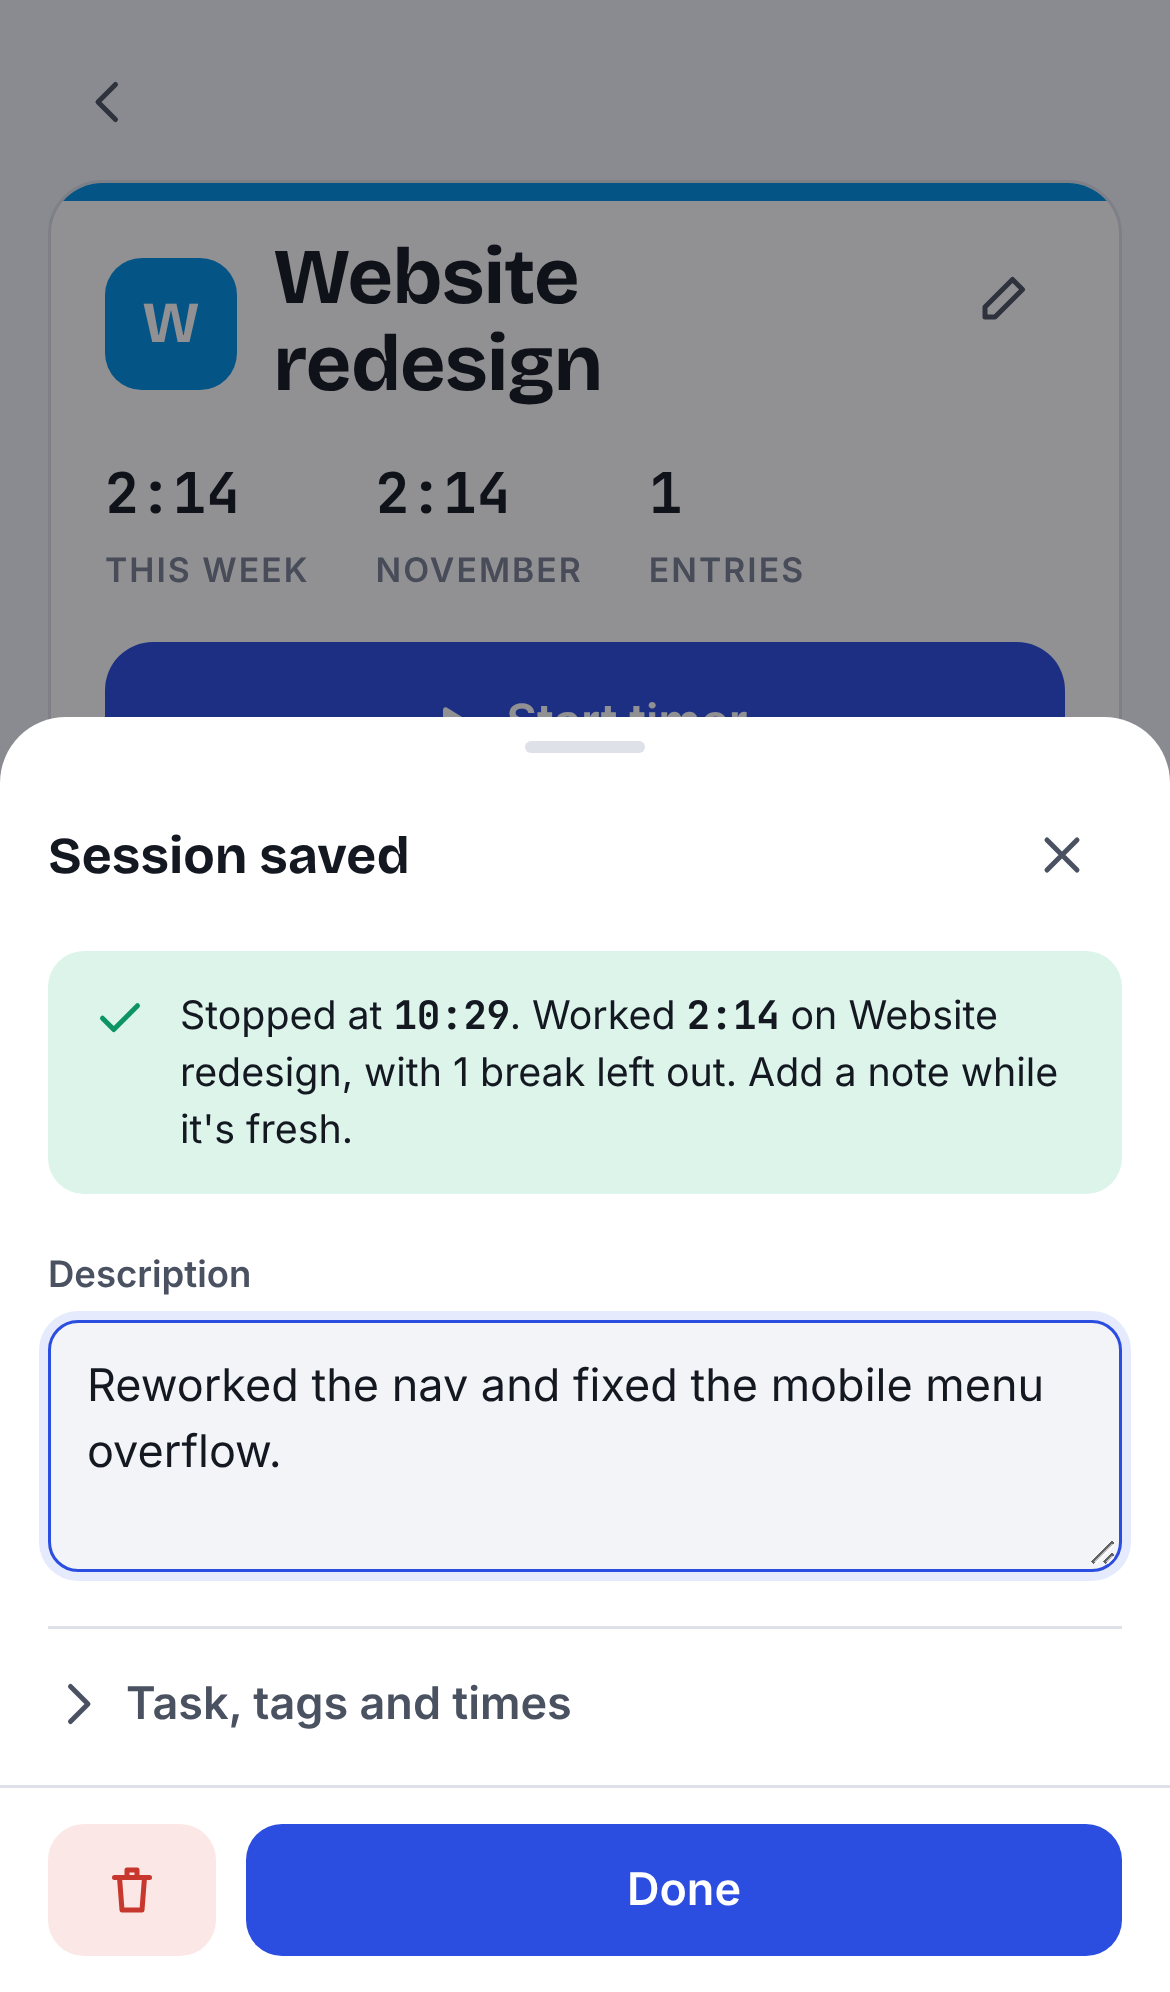 W
Website
redesign
2:14
2:14
1
THIS WEEK
NOVEMBER
ENTRIES
Start timer
Session saved
Stopped at 10:29. Worked 2:14 on Website
redesign, with 1 break left out. Add a note while
it's fresh.
Description
Reworked the nav and fixed the mobile menu
overflow.
Task, tags and times
Done